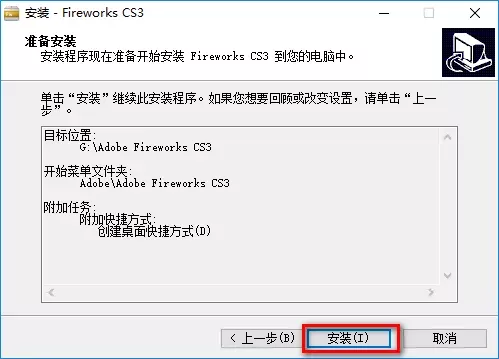 安装 - Fireworks CS3
准备安装
安装程序现在准备开始安装 Fireworks CS3 到您的电脑中。
单击“安装”继续此安装程序。如果您想要回顾或改变设置，请单击“上一
步”。
目标位置:
G:\Adobe Fireworks CS3
开始菜单文件夹:
Adobe\Adobe Fireworks CS3
附加任务:
附加快捷方式:
创建桌面快捷方式(D)
< 上一步(B)
安装(I)
取消